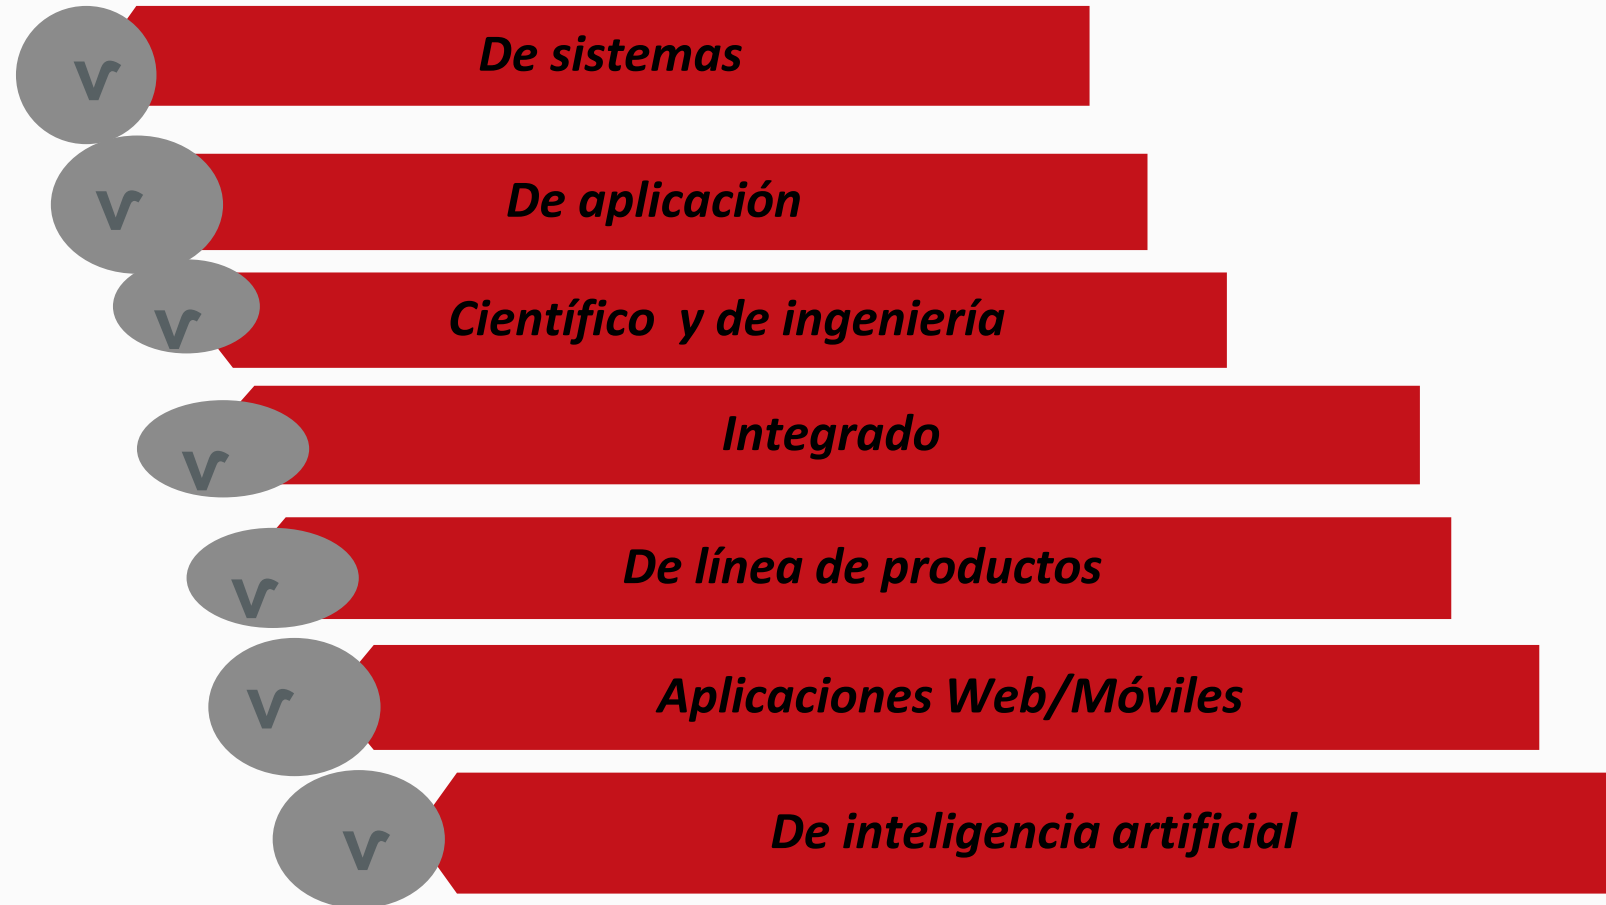 ⱱ De sistemas
ⱱ De aplicación
ⱱ Científico  y de ingeniería
ⱱ Integrado
ⱱ De línea de productos
ⱱ Aplicaciones Web/Móviles
ⱱ De inteligencia artificial